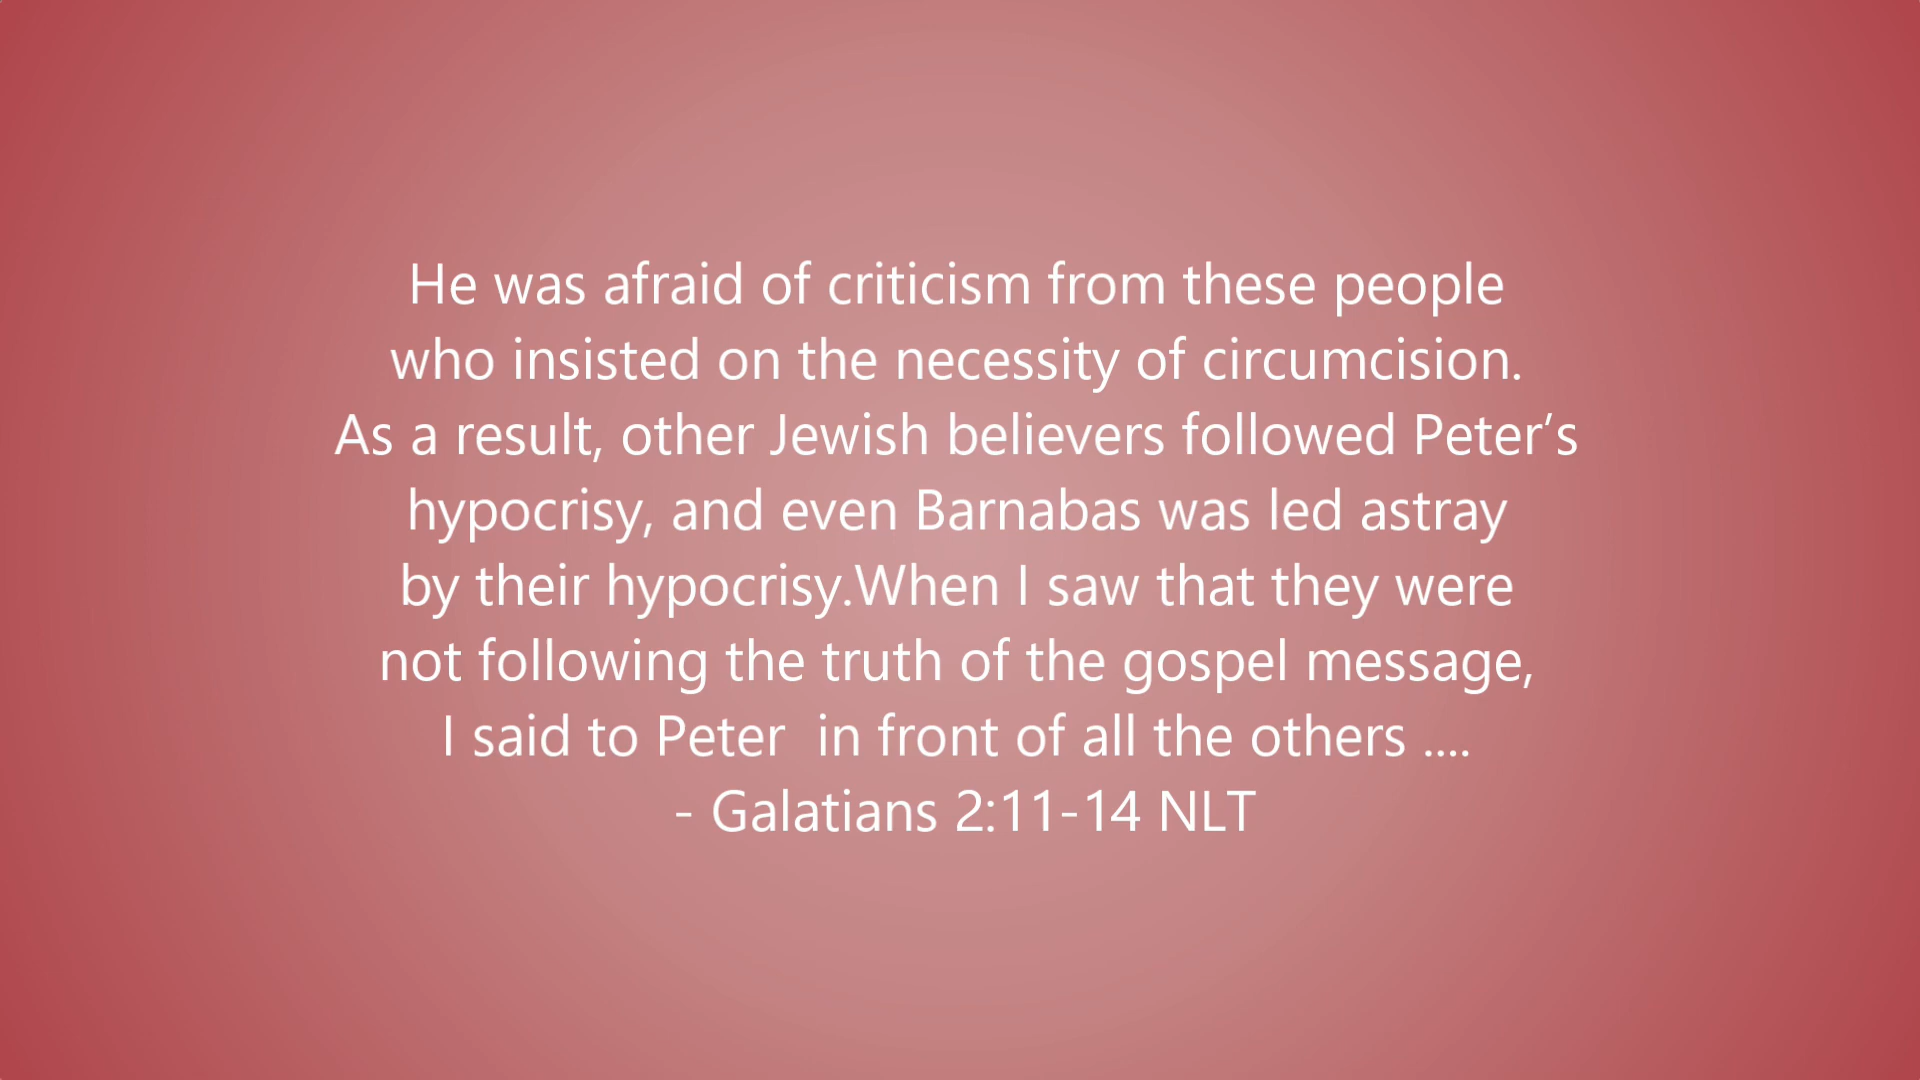 He was afraid of criticism from these people
who insisted on the necessity of circumcision.
As a result, other Jewish believers followed Peter’s
hypocrisy, and even Barnabas was led astray
by their hypocrisy.When I saw that they were
not following the truth of the gospel message,
I said to Peter  in front of all the others ....
- Galatians 2:11-14 NLT